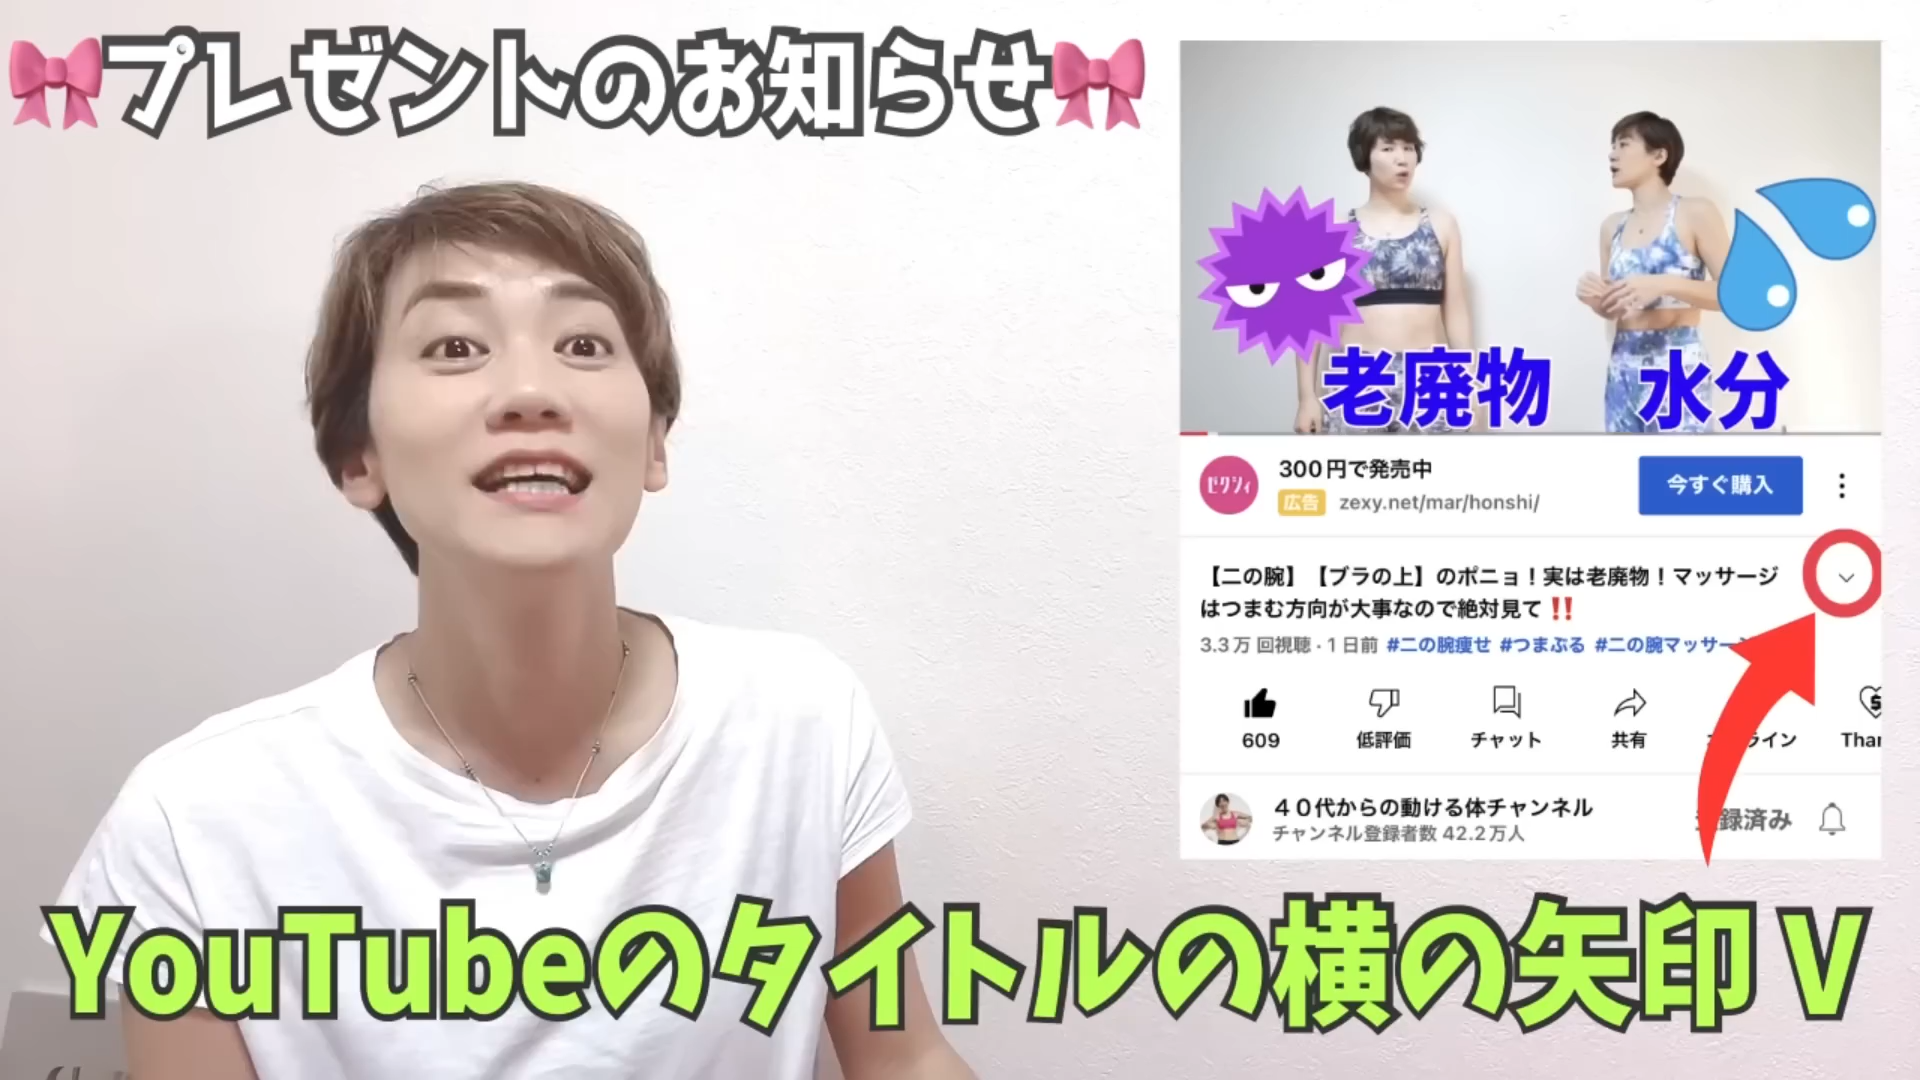 プレゼントのお知らせ
老廃物 水分
ゼクシィ
300円で発売中
広告 zexy.net/mar/honshi/
今すぐ購入
【二の腕】【ブラの上】のポニョ！実は老廃物！マッサージ
はつまむ方向が大事なので絶対見て‼️
3.3万 回視聴・1日前 #二の腕痩せ #つまぷる #二の腕マッサー
609 低評価 チャット 共有 ライン Than
４０代からの動ける体チャンネル
チャンネル登録者数 42.2万人
録済み
YouTubeのタイトルの横の矢印 V